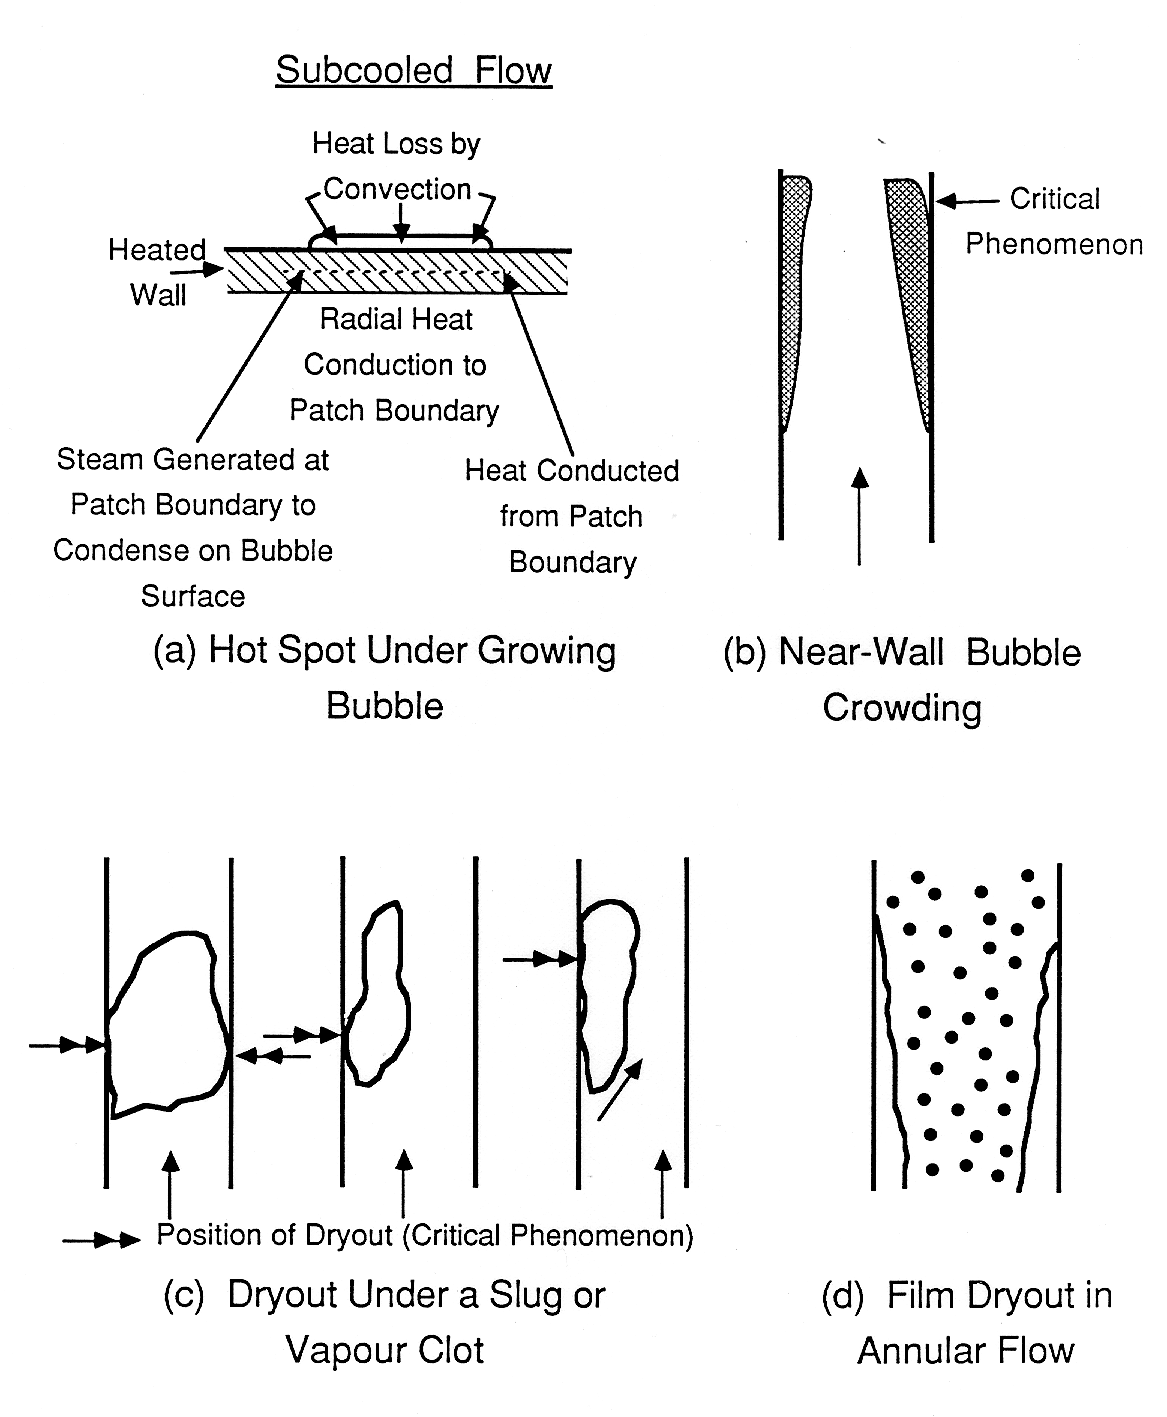 Subcooled Flow
Heat Loss by
Convection
Heated
Wall
Radial Heat
Conduction to
Patch Boundary
Steam Generated at
Patch Boundary to
Condense on Bubble
Surface
Heat Conducted
from Patch
Boundary
(a) Hot Spot Under Growing
Bubble
Critical
Phenomenon
(b) Near-Wall Bubble
Crowding
Position of Dryout (Critical Phenomenon)
(c) Dryout Under a Slug or
Vapour Clot
(d) Film Dryout in
Annular Flow